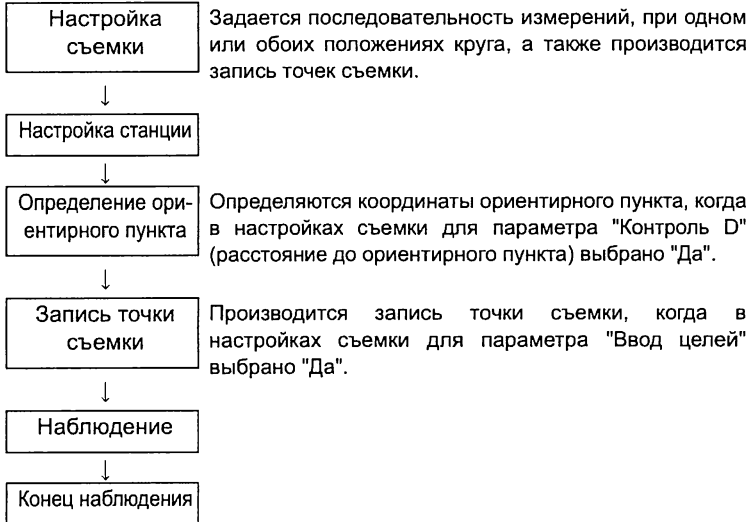 Настройка
съемки
Задается последовательность измерений, при одном
или обоих положениях круга, а также производится
запись точек съемки.
Настройка станции
Определение ори-
ентирного пункта
Определяются координаты ориентирного пункта, когда
в настройках съемки для параметра "Контроль D"
(расстояние до ориентирного пункта) выбрано "Да".
Запись точки
съемки
Производится запись точки съемки, когда в
настройках съемки для параметра "Ввод целей"
выбрано "Да".
Наблюдение
Конец наблюдения